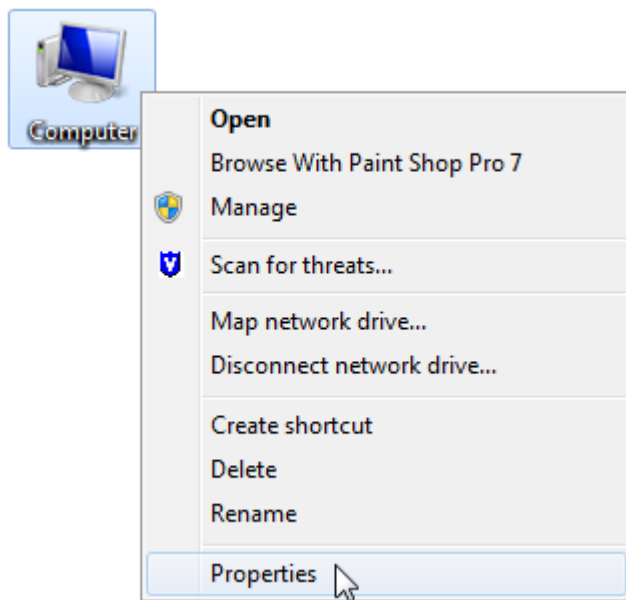 Computer
Open
Browse With Paint Shop Pro 7
Manage
Scan for threats...
Map network drive...
Disconnect network drive...
Create shortcut
Delete
Rename
Properties